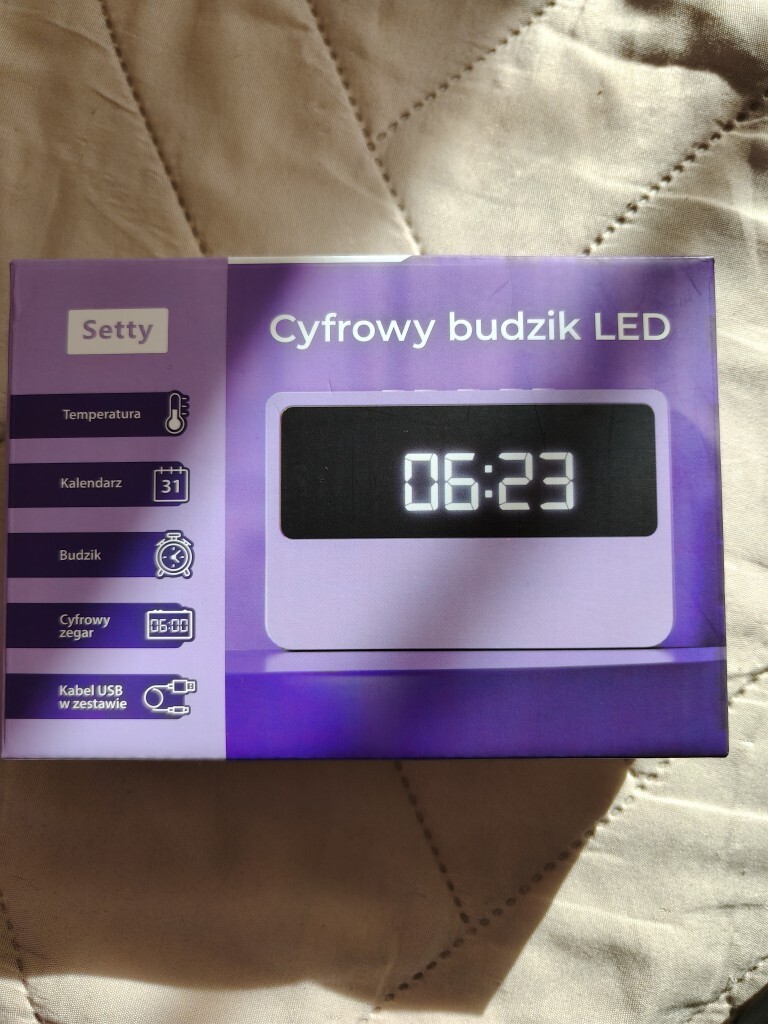 Setty
Cyfrowy budzik LED
Temperatura
06:23
Kalendarz
31
Budzik
Cyfrowy
zegar
06:00
Kabel USB
w zestawie